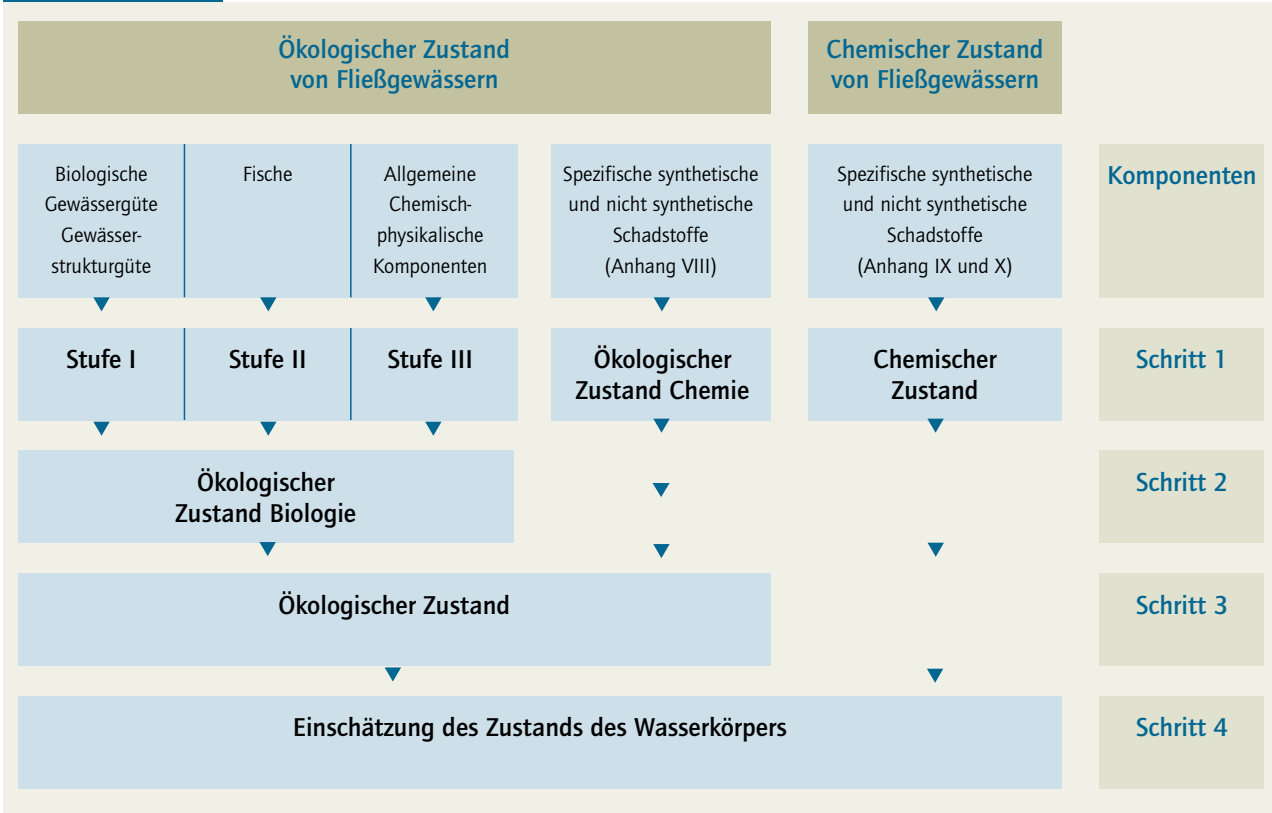 Ökologischer Zustand
von Fließgewässern
Chemischer Zustand
von Fließgewässern
Biologische
Gewässergüte
Gewässer-
strukturgüte
Fische
Allgemeine
Chemisch-
physikalische
Komponenten
Spezifische synthetische
und nicht synthetische
Schadstoffe
(Anhang VIII)
Spezifische synthetische
und nicht synthetische
Schadstoffe
(Anhang IX und X)
Komponenten
Stufe I
Stufe II
Stufe III
Ökologischer
Zustand Chemie
Chemischer
Zustand
Schritt 1
Ökologischer
Zustand Biologie
Schritt 2
Ökologischer Zustand
Schritt 3
Einschätzung des Zustands des Wasserkörpers
Schritt 4